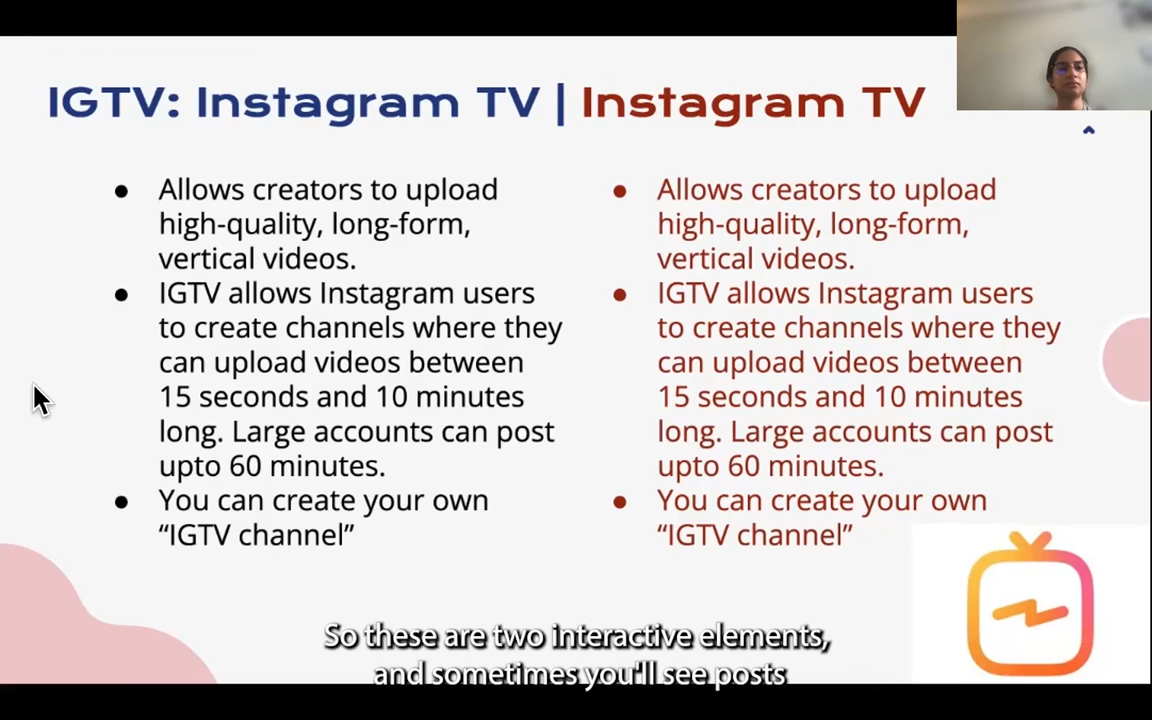 IGTV: Instagram TV | Instagram TV
● Allows creators to upload
high-quality, long-form,
vertical videos.
● IGTV allows Instagram users
to create channels where they
can upload videos between
15 seconds and 10 minutes
long. Large accounts can post
upto 60 minutes.
● You can create your own
“IGTV channel”
● Allows creators to upload
high-quality, long-form,
vertical videos.
● IGTV allows Instagram users
to create channels where they
can upload videos between
15 seconds and 10 minutes
long. Large accounts can post
upto 60 minutes.
● You can create your own
“IGTV channel”
So these are two interactive elements,
and sometimes you'll see posts